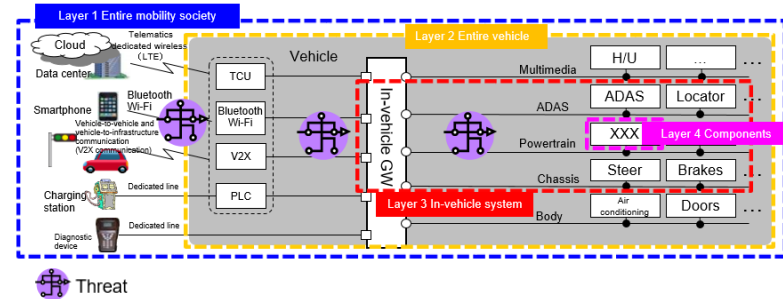 Layer 1 Entire mobility society
Layer 2 Entire vehicle
Cloud
Data center
Telematics
dedicated wireless
(LTE)
Vehicle
TCU
Multimedia
H/U
...
...
Smartphone
Bluetooth
Wi-Fi
Bluetooth
Wi-Fi
In-vehicle GW
ADAS
ADAS
Locator
...
Vehicle-to-vehicle and
vehicle-to-infrastructure
communication
(V2X communication)
V2X
Powertrain
XXX
Layer 4 Components
Charging
station
Dedicated line
PLC
Chassis
Steer
Brakes
...
Layer 3 In-vehicle system
Diagnostic
device
Dedicated line
Body
Air
conditioning
Doors
...
Threat